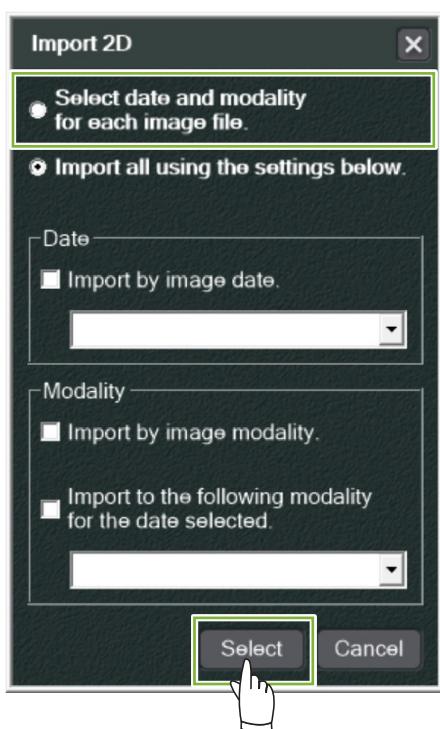 Import 2D
Select date and modality
for each image file.
Import all using the settings below.
Date
Import by image date.
Modality
Import by image modality.
Import to the following modality
for the date selected.
Select
Cancel